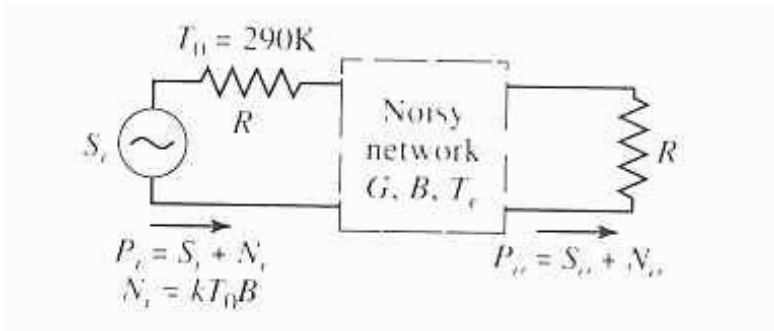 T₀ = 290K
R
Sᵢ
Noisy
network
G, B, Tₑ
R
Pᵢ = Sᵢ + Nᵢ
Nᵢ = kT₀B
Pₒ = Sₒ + Nₒ